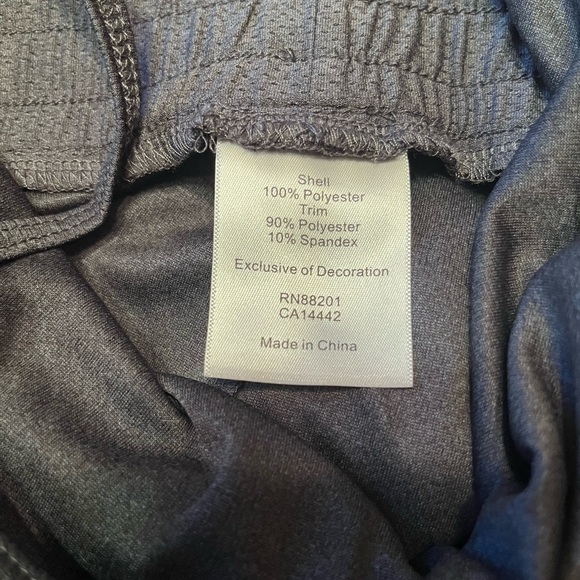 Shell
100% Polyester
Trim
90% Polyester
10% Spandex
Exclusive of Decoration
RN88201
CA14442
Made in China